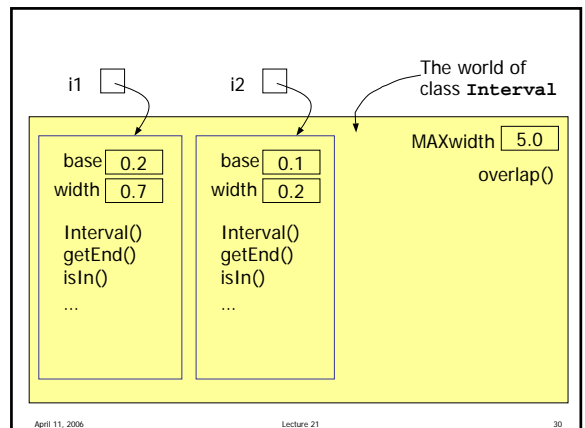 i1
i2
The world of
class Interval
MAXwidth 5.0
overlap()
base 0.2
width 0.7
Interval()
getEnd()
isIn()
...
base 0.1
width 0.2
Interval()
getEnd()
isIn()
...
April 11, 2006
Lecture 21
30